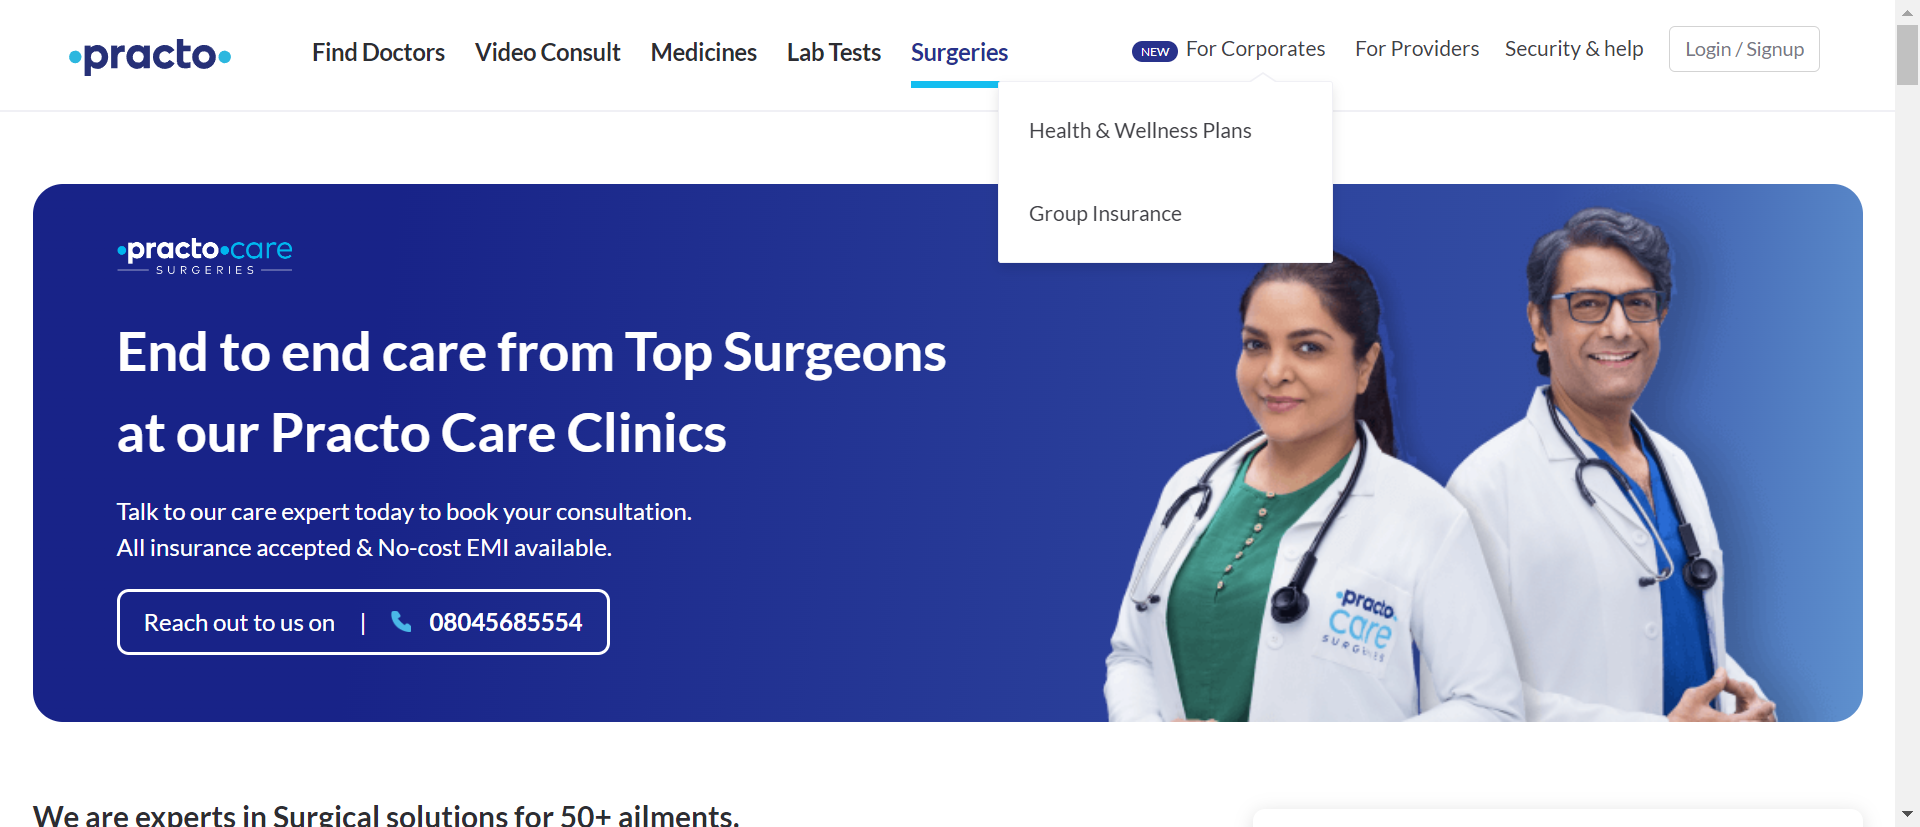 practo
Find Doctors
Video Consult
Medicines
Lab Tests
Surgeries
NEW
For Corporates
For Providers
Security & help
Login / Signup
Health & Wellness Plans
Group Insurance
practo care
SURGERIES
End to end care from Top Surgeons
at our Practo Care Clinics
Talk to our care expert today to book your consultation.
All insurance accepted & No-cost EMI available.
Reach out to us on | 08045685554
practo
care
SURGERIES
We are experts in Surgical solutions for 50+ ailments.